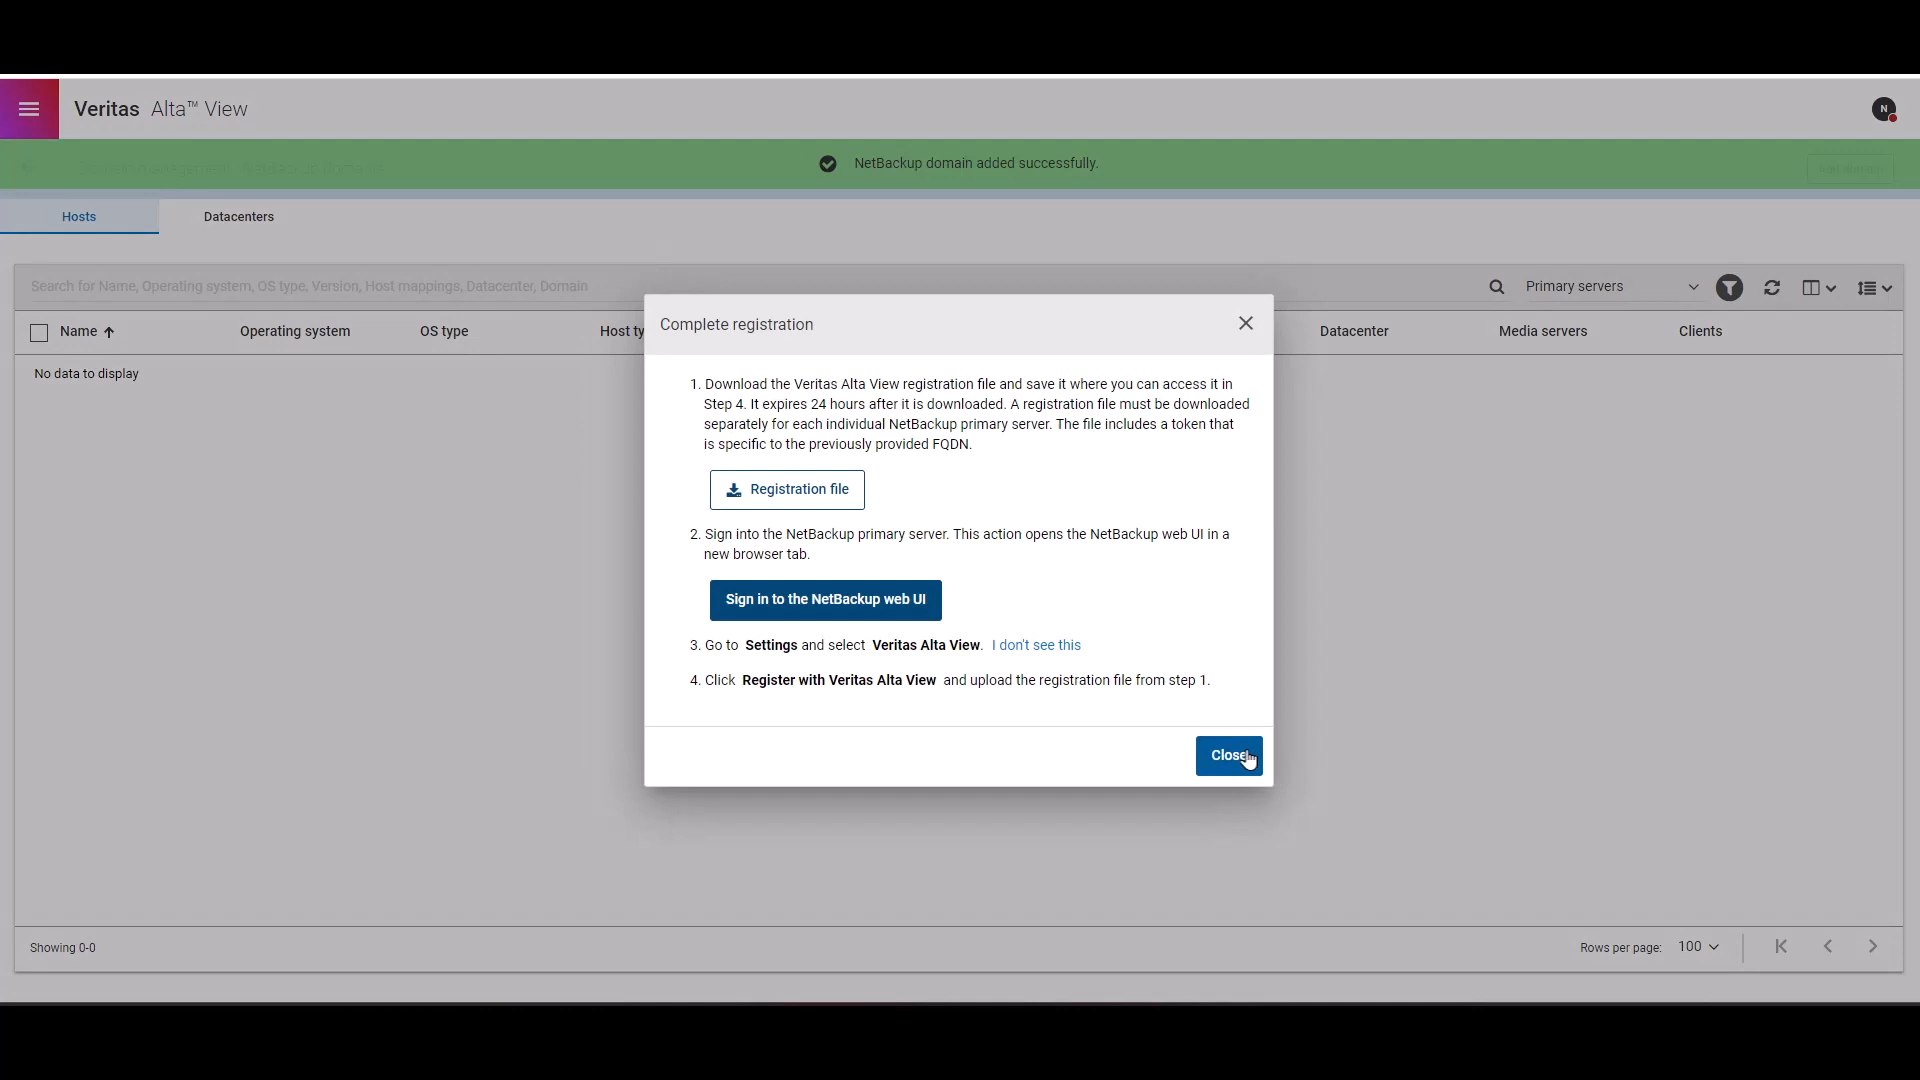 Veritas Alta™ View
N
NetBackup domain added successfully.
Hosts
Datacenters
Search for Name, Operating system, OS type, Version, Host mappings, Datacenter, Domain
Primary servers
Name
Operating system
OS type
Host ty
Datacenter
Media servers
Clients
No data to display
Complete registration
1. Download the Veritas Alta View registration file and save it where you can access it in
Step 4. It expires 24 hours after it is downloaded. A registration file must be downloaded
separately for each individual NetBackup primary server. The file includes a token that
is specific to the previously provided FQDN.
Registration file
2. Sign into the NetBackup primary server. This action opens the NetBackup web UI in a
new browser tab.
Sign in to the NetBackup web UI
3. Go to Settings and select Veritas Alta View. I don't see this
4. Click Register with Veritas Alta View and upload the registration file from step 1.
Close
Showing 0-0
Rows per page: 100